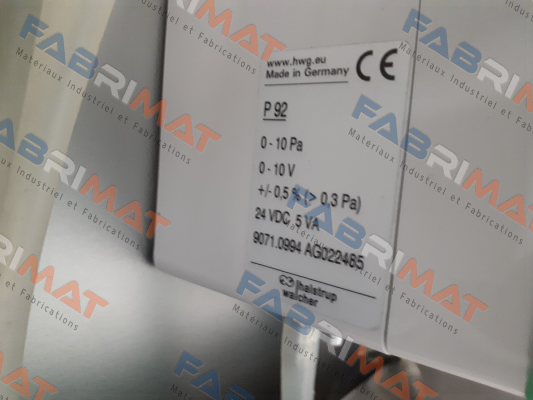 www.hwg.eu
Made in Germany
CE
P 92
0 - 10 Pa
0 - 10 V
+/- 0,5 % (> 0,3 Pa)
24 VDC, 5 VA
9071.0994 AG022485
halstrup
walcher
FABRIMAT
Matériaux Industriel et Fabrications